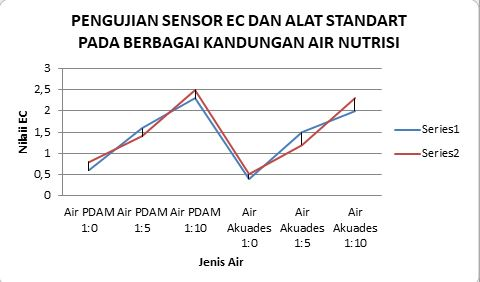 PENGUJIAN SENSOR EC DAN ALAT STANDART
PADA BERBAGAI KANDUNGAN AIR NUTRISI
3
2,5
2
1,5
1
0,5
0
Nilaii EC
Air PDAM Air PDAM Air PDAM Air Air Air
1:0 1:5 1:10 Akuades Akuades Akuades
1:0 1:5 1:10
Jenis Air
Series1
Series2